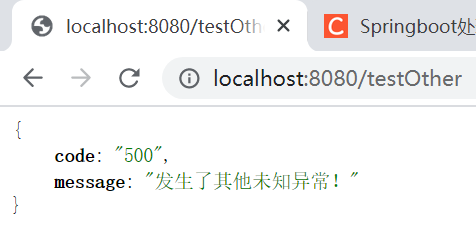 localhost:8080/testOth
Springboot处
localhost:8080/testOther
{
code: "500",
message: "发生了其他未知异常！"
}